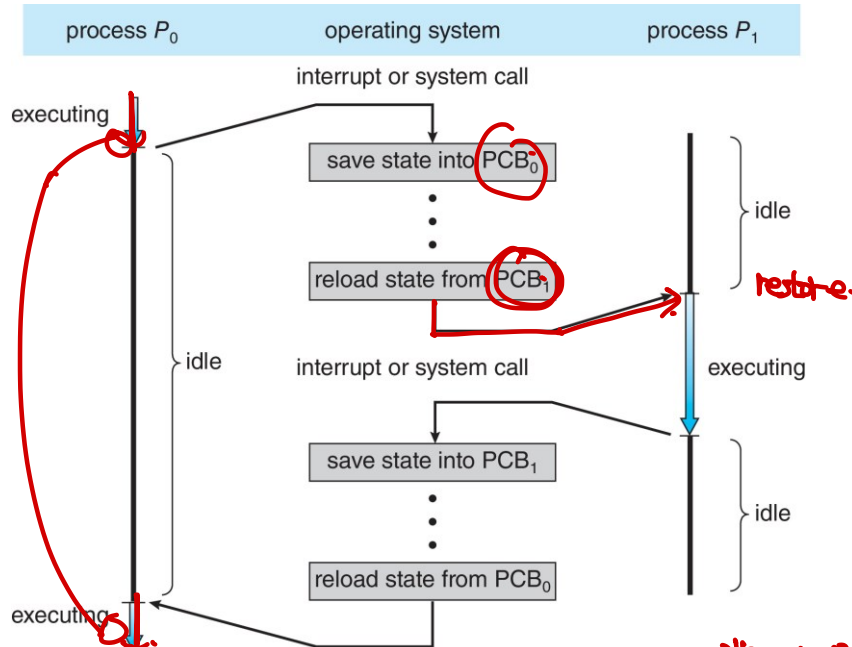 process P₀ operating system process P₁
interrupt or system call
executing
save state into PCB₀
idle
reload state from PCB₁
restore
idle
interrupt or system call
executing
save state into PCB₁
idle
reload state from PCB₀
executing